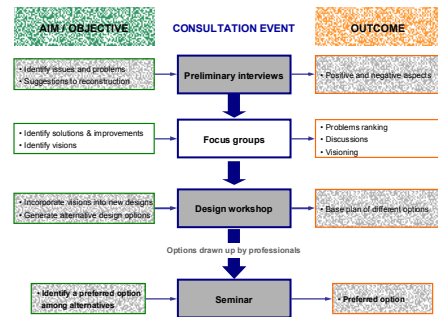 AIM / OBJECTIVE
CONSULTATION EVENT
OUTCOME
• Identify issues and problems
• Suggestions to reconstruction
Preliminary interviews
• Positive and negative aspects
• Identify solutions & improvements
• Identify visions
Focus groups
• Problems ranking
• Discussions
• Visioning
• Incorporate visions into new designs
• Generate alternative design options
Design workshop
• Base plan of different options
Options drawn up by professionals
• Identify a preferred option
among alternatives
Seminar
• Preferred option